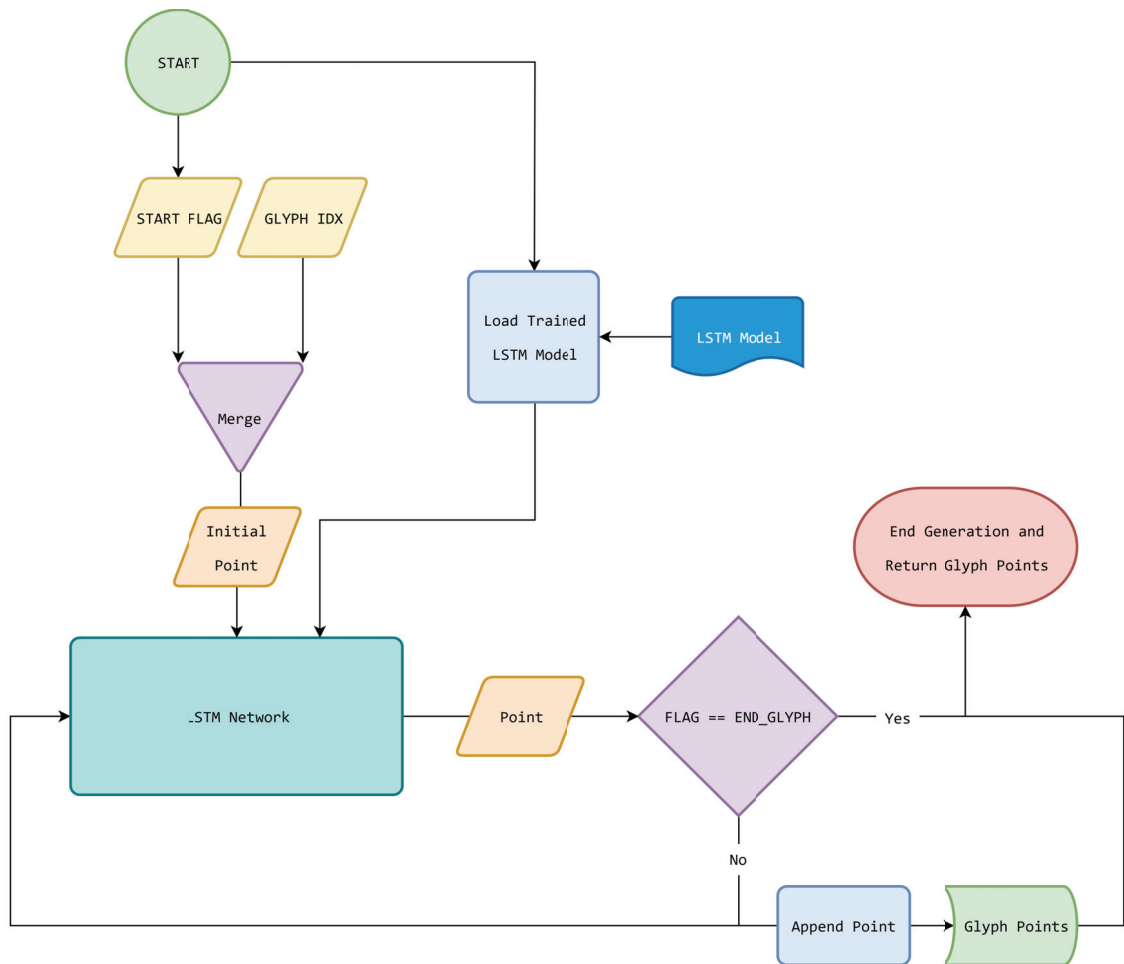 START
START FLAG
GLYPH IDX
Load Trained
LSTM Model
LSTM Model
Merge
Initial
Point
End Generation and
Return Glyph Points
LSTM Network
Point
FLAG == END_GLYPH
Yes
No
Append Point
Glyph Points